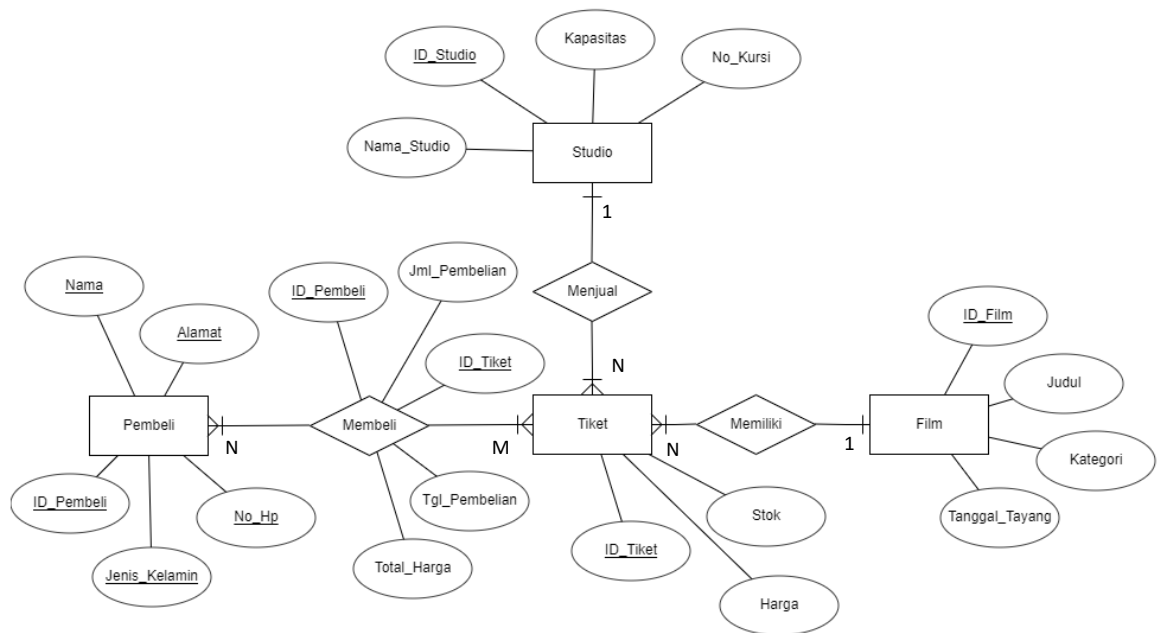 Kapasitas
ID_Studio
No_Kursi
Nama_Studio
Studio
1
Menjual
N
Nama
Alamat
ID_Pembeli
Jml_Pembelian
ID_Tiket
ID_Film
Judul
Kategori
Tanggal_Tayang
Pembeli
N
Membeli
M
Tiket
N
Memiliki
1
Film
ID_Pembeli
No_Hp
Jenis_Kelamin
Tgl_Pembelian
Total_Harga
ID_Tiket
Stok
Harga